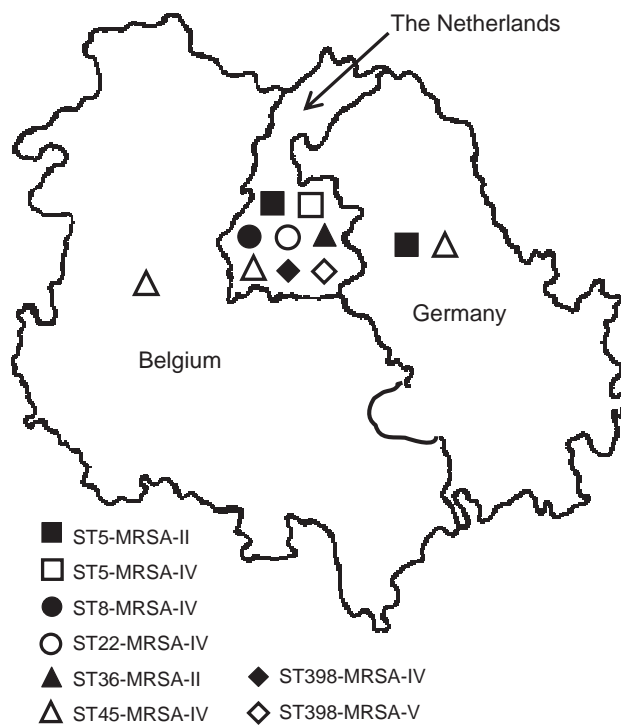 The Netherlands
Germany
Belgium
ST5-MRSA-II
ST5-MRSA-IV
ST8-MRSA-IV
ST22-MRSA-IV
ST36-MRSA-II
ST45-MRSA-IV
ST398-MRSA-IV
ST398-MRSA-V